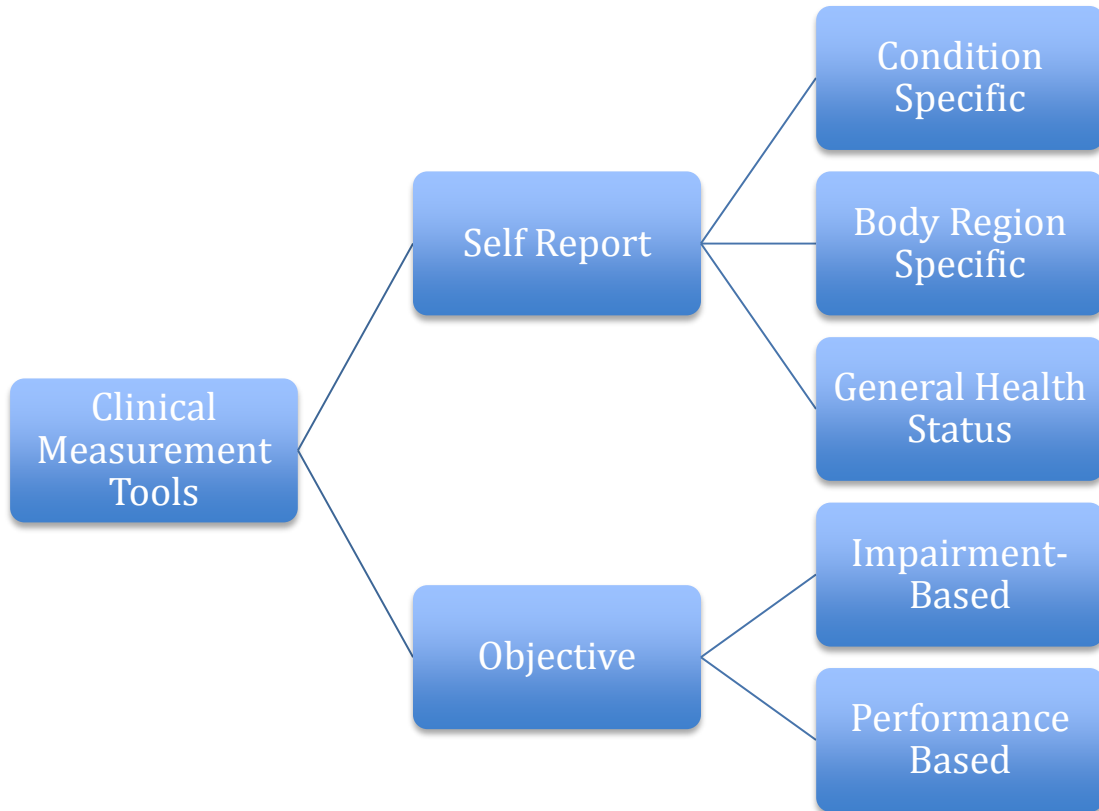 Clinical
Measurement
Tools
Self Report
Objective
Condition
Specific
Body Region
Specific
General Health
Status
Impairment-
Based
Performance
Based